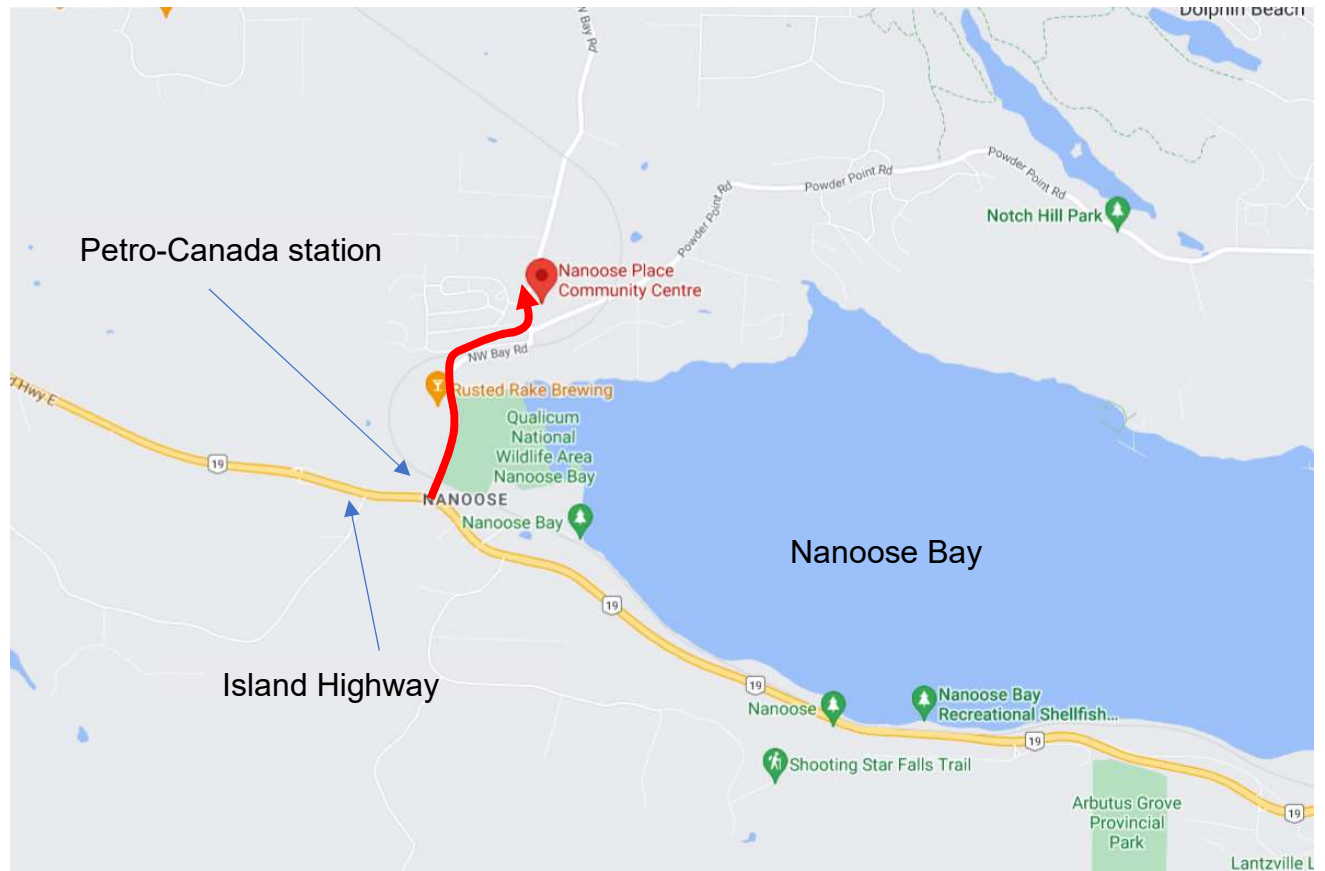 Dolphin Beach
W Bay Rd
Powder Point Rd
Powder Point Rd
Notch Hill Park
Powder Point Rd
Petro-Canada station
Nanoose Place
Community Centre
NW Bay Rd
Rusted Rake Brewing
d Hwy E
Qualicum
National
Wildlife Area
Nanoose Bay
19
NANOOSE
Nanoose Bay
Nanoose Bay
19
Island Highway
19
Nanoose
Nanoose Bay
Recreational Shellfish...
19
Shooting Star Falls Trail
Arbutus Grove
Provincial
Park
19
Lantzville L